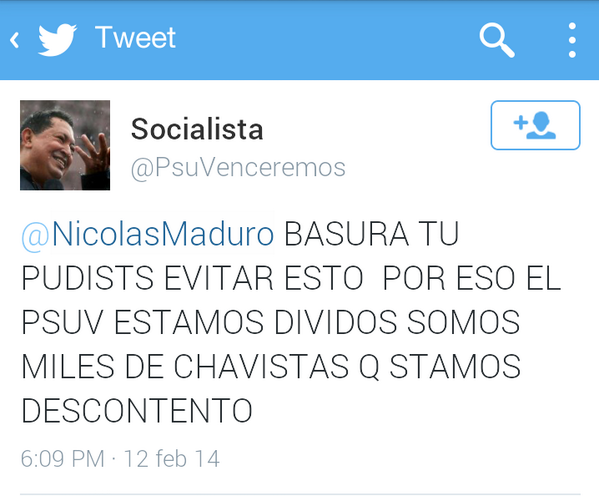 Tweet
Socialista
@PsuVenceremos
@NicolasMaduro BASURA TU
PUDISTS EVITAR ESTO  POR ESO EL
PSUV ESTAMOS DIVIDOS SOMOS
MILES DE CHAVISTAS Q STAMOS
DESCONTENTO
6:09 PM · 12 feb 14